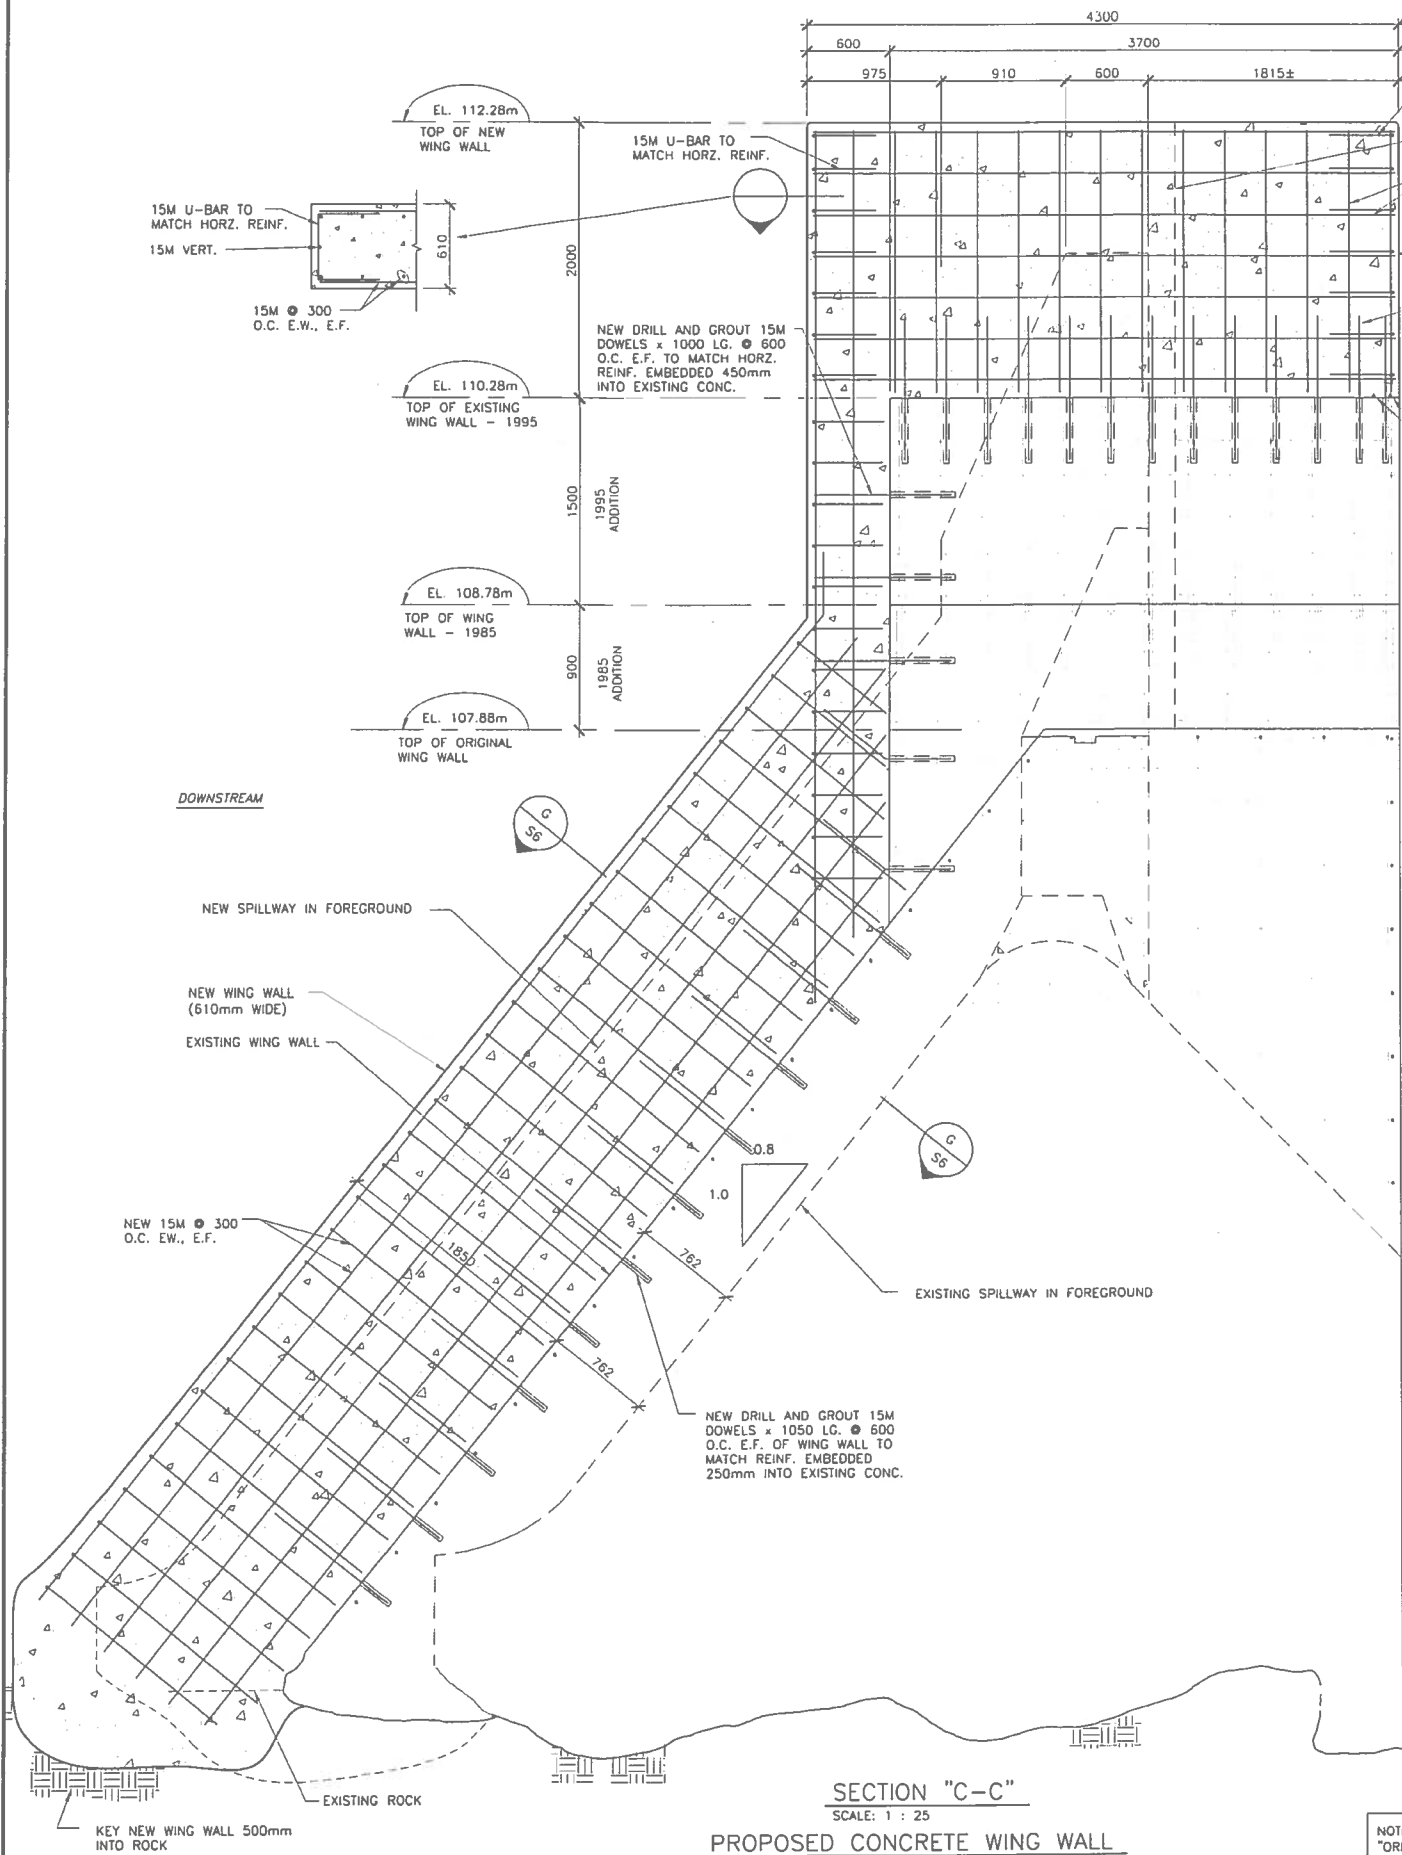 4300
600
3700
975
910
600
1815±
EL. 112.28m
TOP OF NEW
WING WALL
15M U-BAR TO
MATCH HORZ. REINF.
15M U-BAR TO
MATCH HORZ. REINF.
15M VERT.
610
2000
15M @ 300
O.C. E.W., E.F.
NEW DRILL AND GROUT 15M
DOWELS x 1000 LG. @ 600
O.C. E.F. TO MATCH HORZ.
REINF. EMBEDDED 450mm
INTO EXISTING CONC.
EL. 110.28m
TOP OF EXISTING
WING WALL - 1995
1500
1995
ADDITION
EL. 108.78m
TOP OF WING
WALL - 1985
900
1985
ADDITION
EL. 107.88m
TOP OF ORIGINAL
WING WALL
DOWNSTREAM
G
S6
NEW SPILLWAY IN FOREGROUND
NEW WING WALL
(610mm WIDE)
EXISTING WING WALL
0.8
1.0
G
S6
NEW 15M @ 300
O.C. EW., E.F.
1850
762
EXISTING SPILLWAY IN FOREGROUND
762
NEW DRILL AND GROUT 15M
DOWELS x 1050 LG. @ 600
O.C. E.F. OF WING WALL TO
MATCH REINF. EMBEDDED
250mm INTO EXISTING CONC.
EXISTING ROCK
KEY NEW WING WALL 500mm
INTO ROCK
SECTION "C-C"
SCALE: 1 : 25
PROPOSED CONCRETE WING WALL